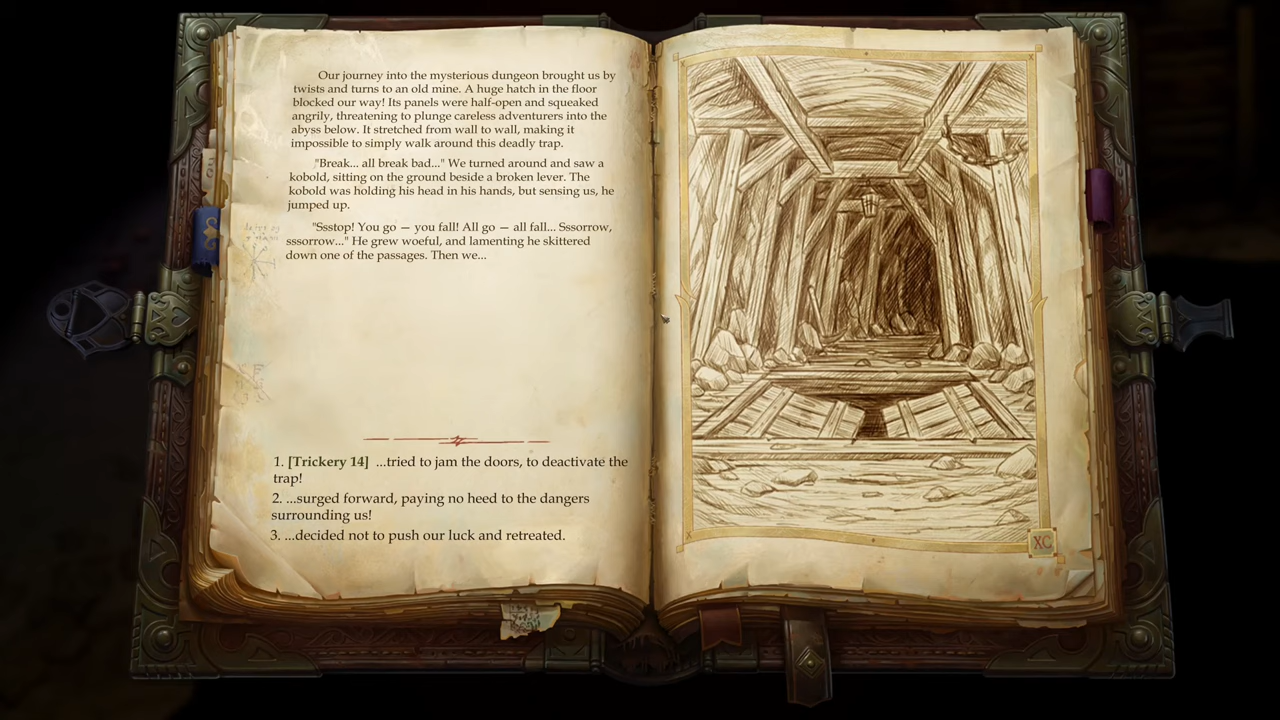 Our journey into the mysterious dungeon brought us by
twists and turns to an old mine. A huge hatch in the floor
blocked our way! Its panels were half-open and squeaked
angrily, threatening to plunge careless adventurers into the
abyss below. It stretched from wall to wall, making it
impossible to simply walk around this deadly trap.
"Break... all break bad..." We turned around and saw a
kobold, sitting on the ground beside a broken lever. The
kobold was holding his head in his hands, but sensing us, he
jumped up.
"Ssstop! You go — you fall! All go — all fall... Sssorrow,
sssorrow..." He grew woeful, and lamenting he skittered
down one of the passages. Then we...
1. [Trickery 14] ...tried to jam the doors, to deactivate the
trap!
2. ...surged forward, paying no heed to the dangers
surrounding us!
3. ...decided not to push our luck and retreated.
XC